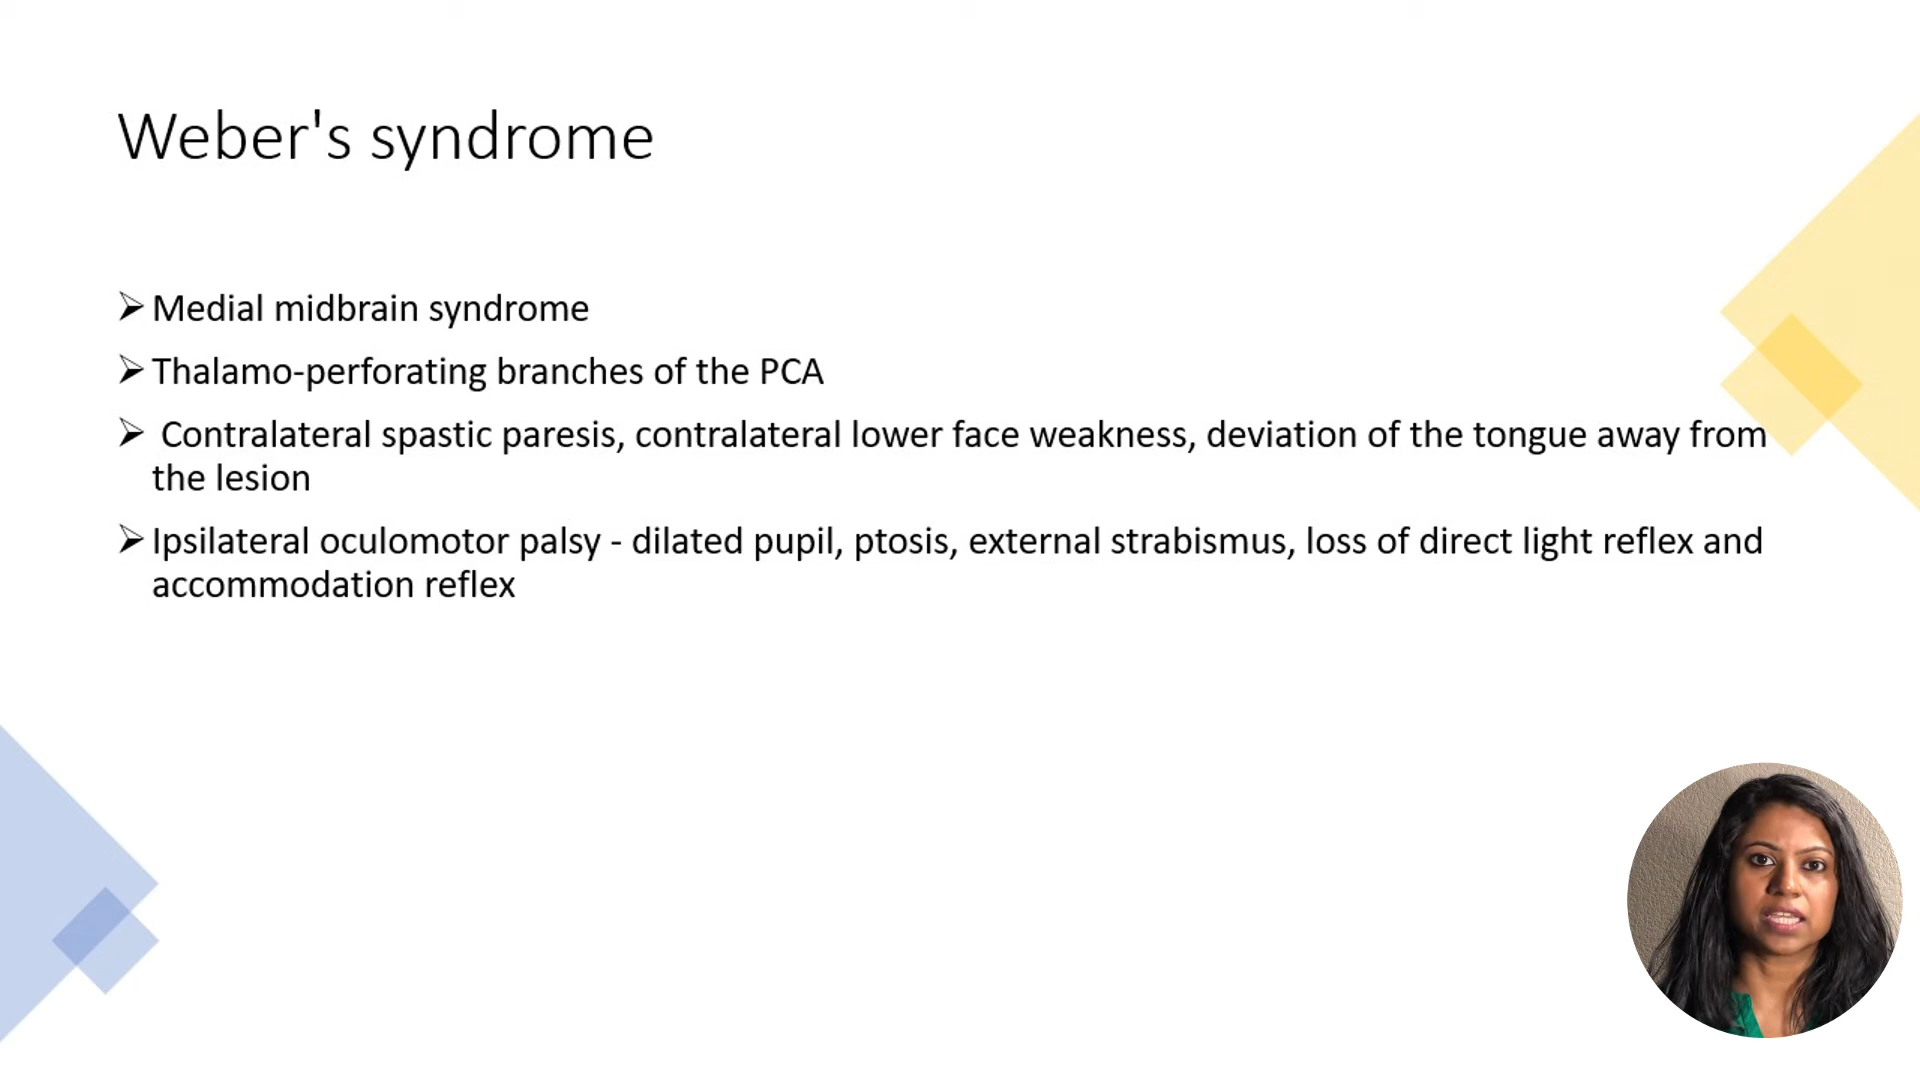 Weber's syndrome
Medial midbrain syndrome
Thalamo-perforating branches of the PCA
Contralateral spastic paresis, contralateral lower face weakness, deviation of the tongue away from
the lesion
Ipsilateral oculomotor palsy - dilated pupil, ptosis, external strabismus, loss of direct light reflex and
accommodation reflex